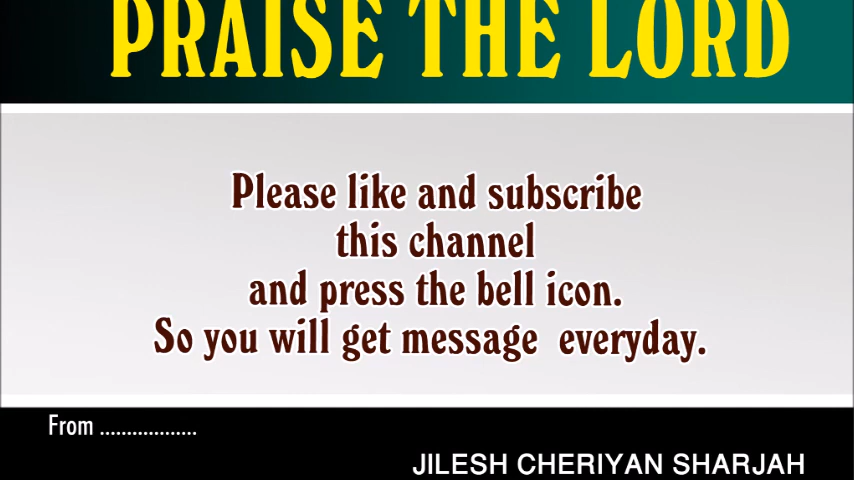 PRAISE THE LORD
Please like and subscribe
this channel
and press the bell icon.
So you will get message everyday.
From ..................
JILESH CHERIYAN SHARJAH